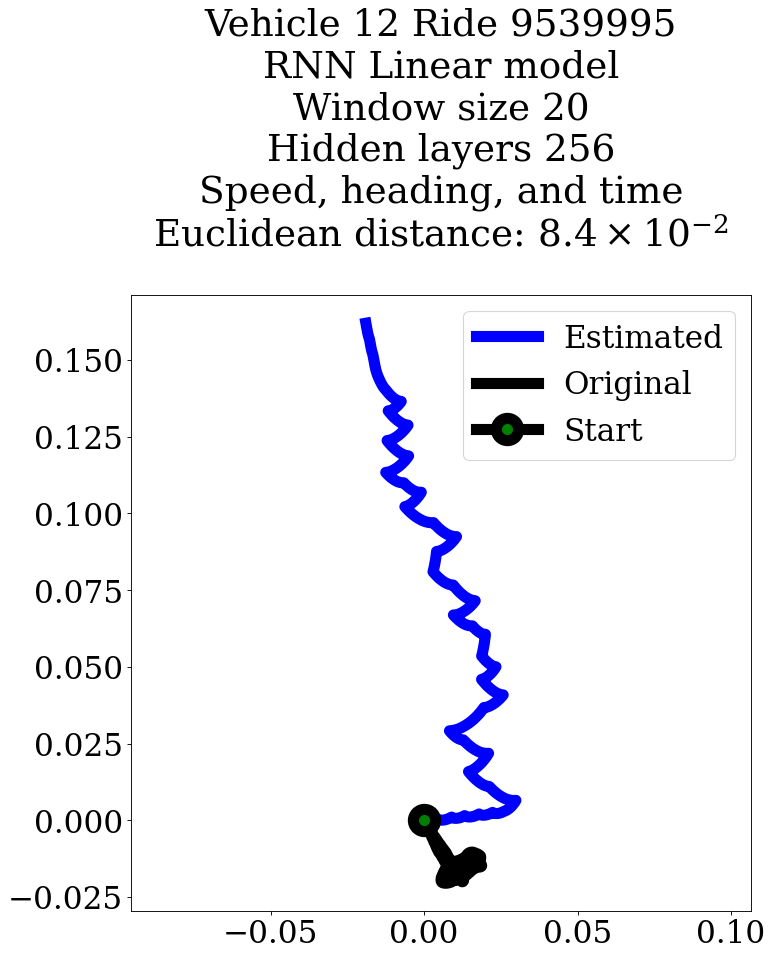 Vehicle 12 Ride 9539995
RNN Linear model
Window size 20
Hidden layers 256
Speed, heading, and time
Euclidean distance: 8.4 × 10⁻²
Estimated
Original
Start
0.150
0.125
0.100
0.075
0.050
0.025
0.000
−0.025
−0.05 0.00 0.05 0.10